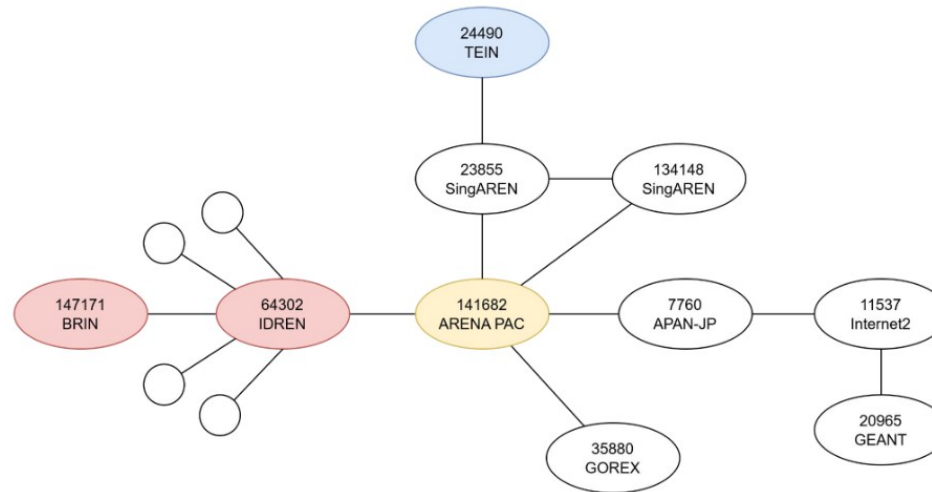 24490
TEIN
23855
SingAREN
134148
SingAREN
147171
BRIN
64302
IDREN
141682
ARENA PAC
7760
APAN-JP
11537
Internet2
20965
GEANT
35880
GOREX